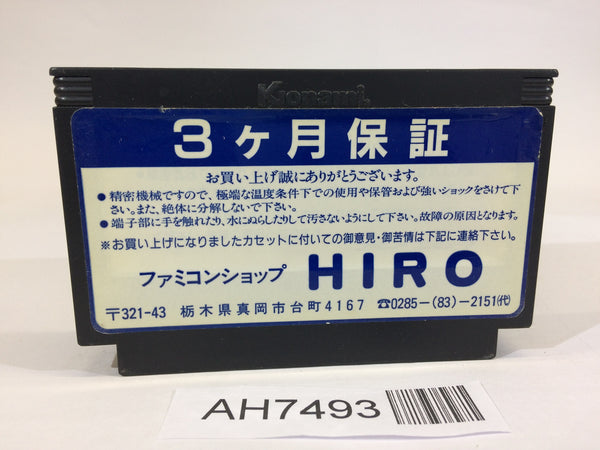 Konami
3ヶ月保証
お買い上げ誠にありがとうございます。
●精密機械ですので、極端な温度条件下での使用や保管および強いショックをさけて下
さい。また、絶体に分解しないで下さい。
●端子部に手を触れたり、水にぬらしたりして汚さないようにして下さい。故障の原因となります。
※お買い上げになりましたカセットに付いての御意見・御苦情は下記に連絡下さい。
ファミコンショップ HIRO
〒321-43 栃木県真岡市台町4167 ☎0285-(83)-2151(代)
AH7493